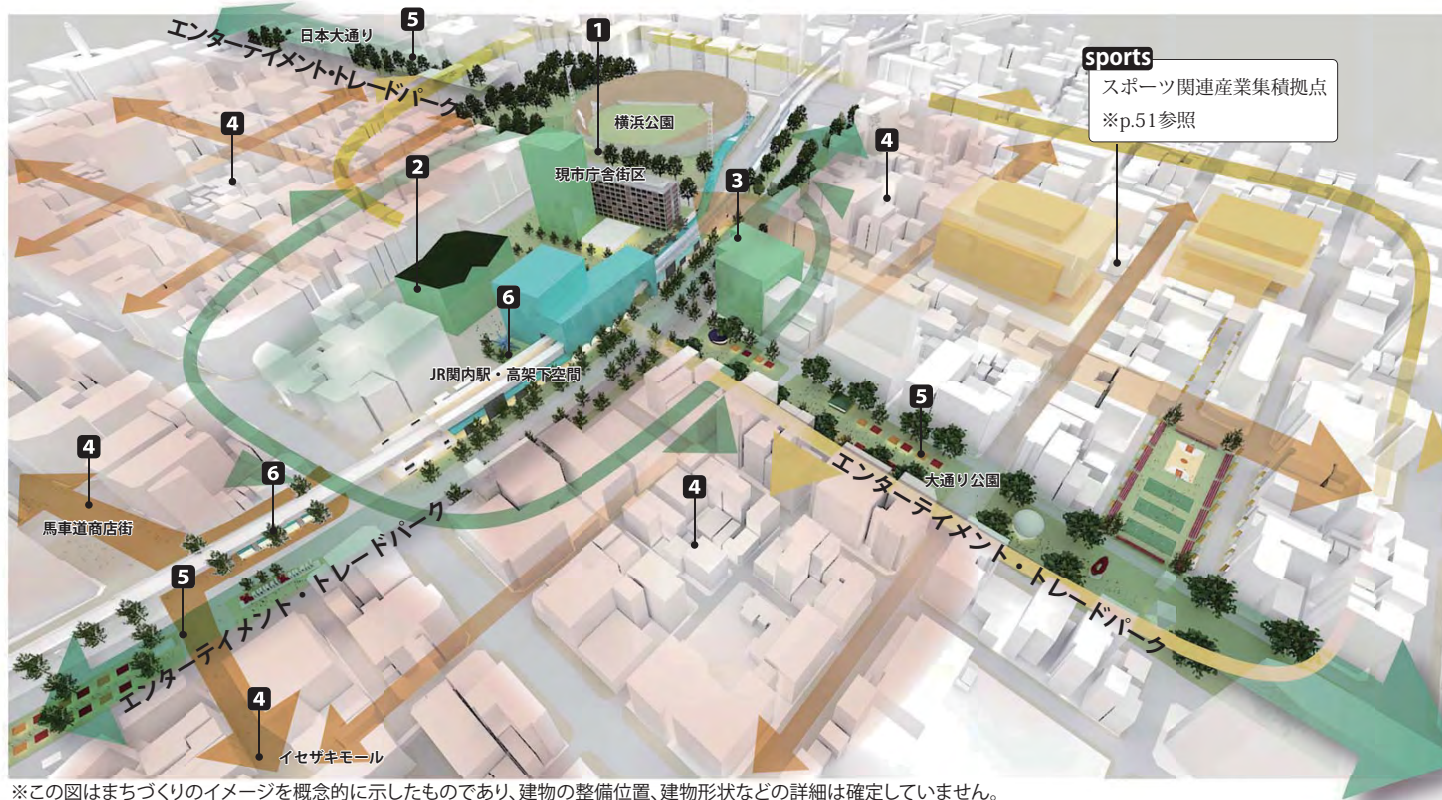 エンターテイメント・トレードパーク
日本大通り
5
1
sports
スポーツ関連産業集積拠点
※p.51参照
4
横浜公園
4
2
現市庁舎街区
3
6
JR関内駅・高架下空間
5
大通り公園
エンターテイメント・トレードパーク
4
6
馬車道商店街
4
5
エンターテイメント・トレードパーク
4
イセザキモール
※この図はまちづくりのイメージを概念的に示したものであり、建物の整備位置、建物形状などの詳細は確定していません。